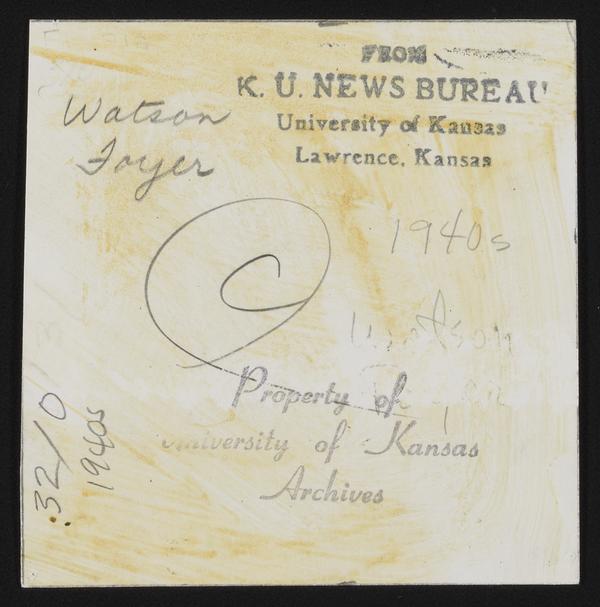 FROM
K. U. NEWS BUREAU
University of Kansas
Lawrence, Kansas
Watson
Foyer
1940s
C
Watson
Property of
University of Kansas
Archives
32/0
1940s